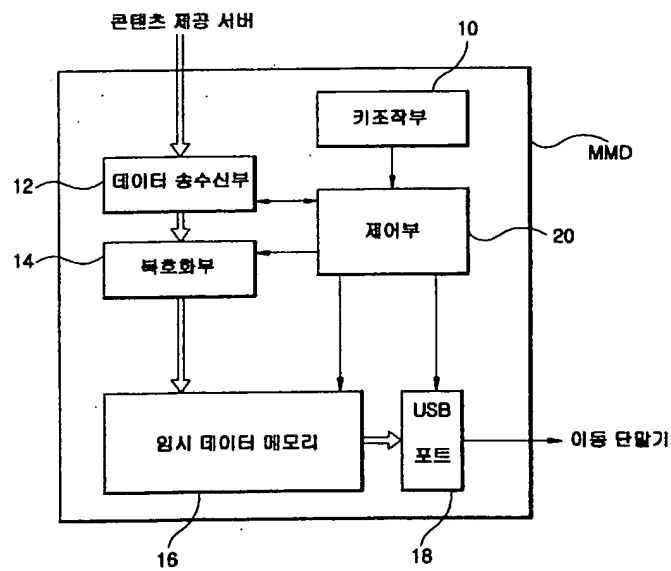 콘텐츠 제공 서버
10
키조작부
MMD
12
데이터 송수신부
제어부
20
14
복호화부
임시 데이터 메모리
USB
포트
이동 단말기
16
18